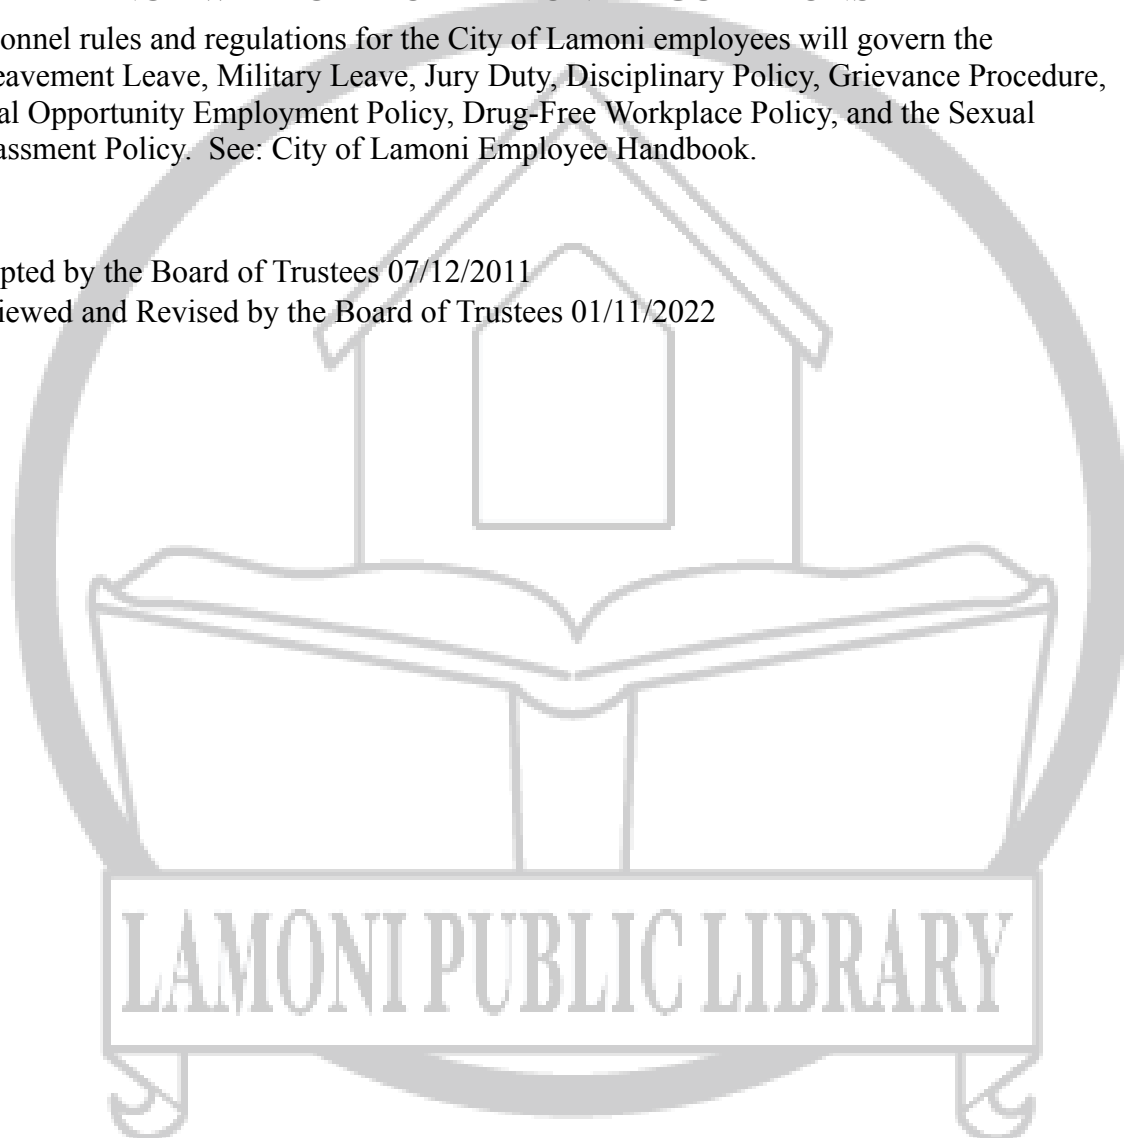 onnel rules and regulations for the City of Lamoni employees will govern the
eavement Leave, Military Leave, Jury Duty, Disciplinary Policy, Grievance Procedure,
al Opportunity Employment Policy, Drug-Free Workplace Policy, and the Sexual
assment Policy.  See: City of Lamoni Employee Handbook.
pted by the Board of Trustees 07/12/2011
iewed and Revised by the Board of Trustees 01/11/2022
LAMONI PUBLIC LIBRARY